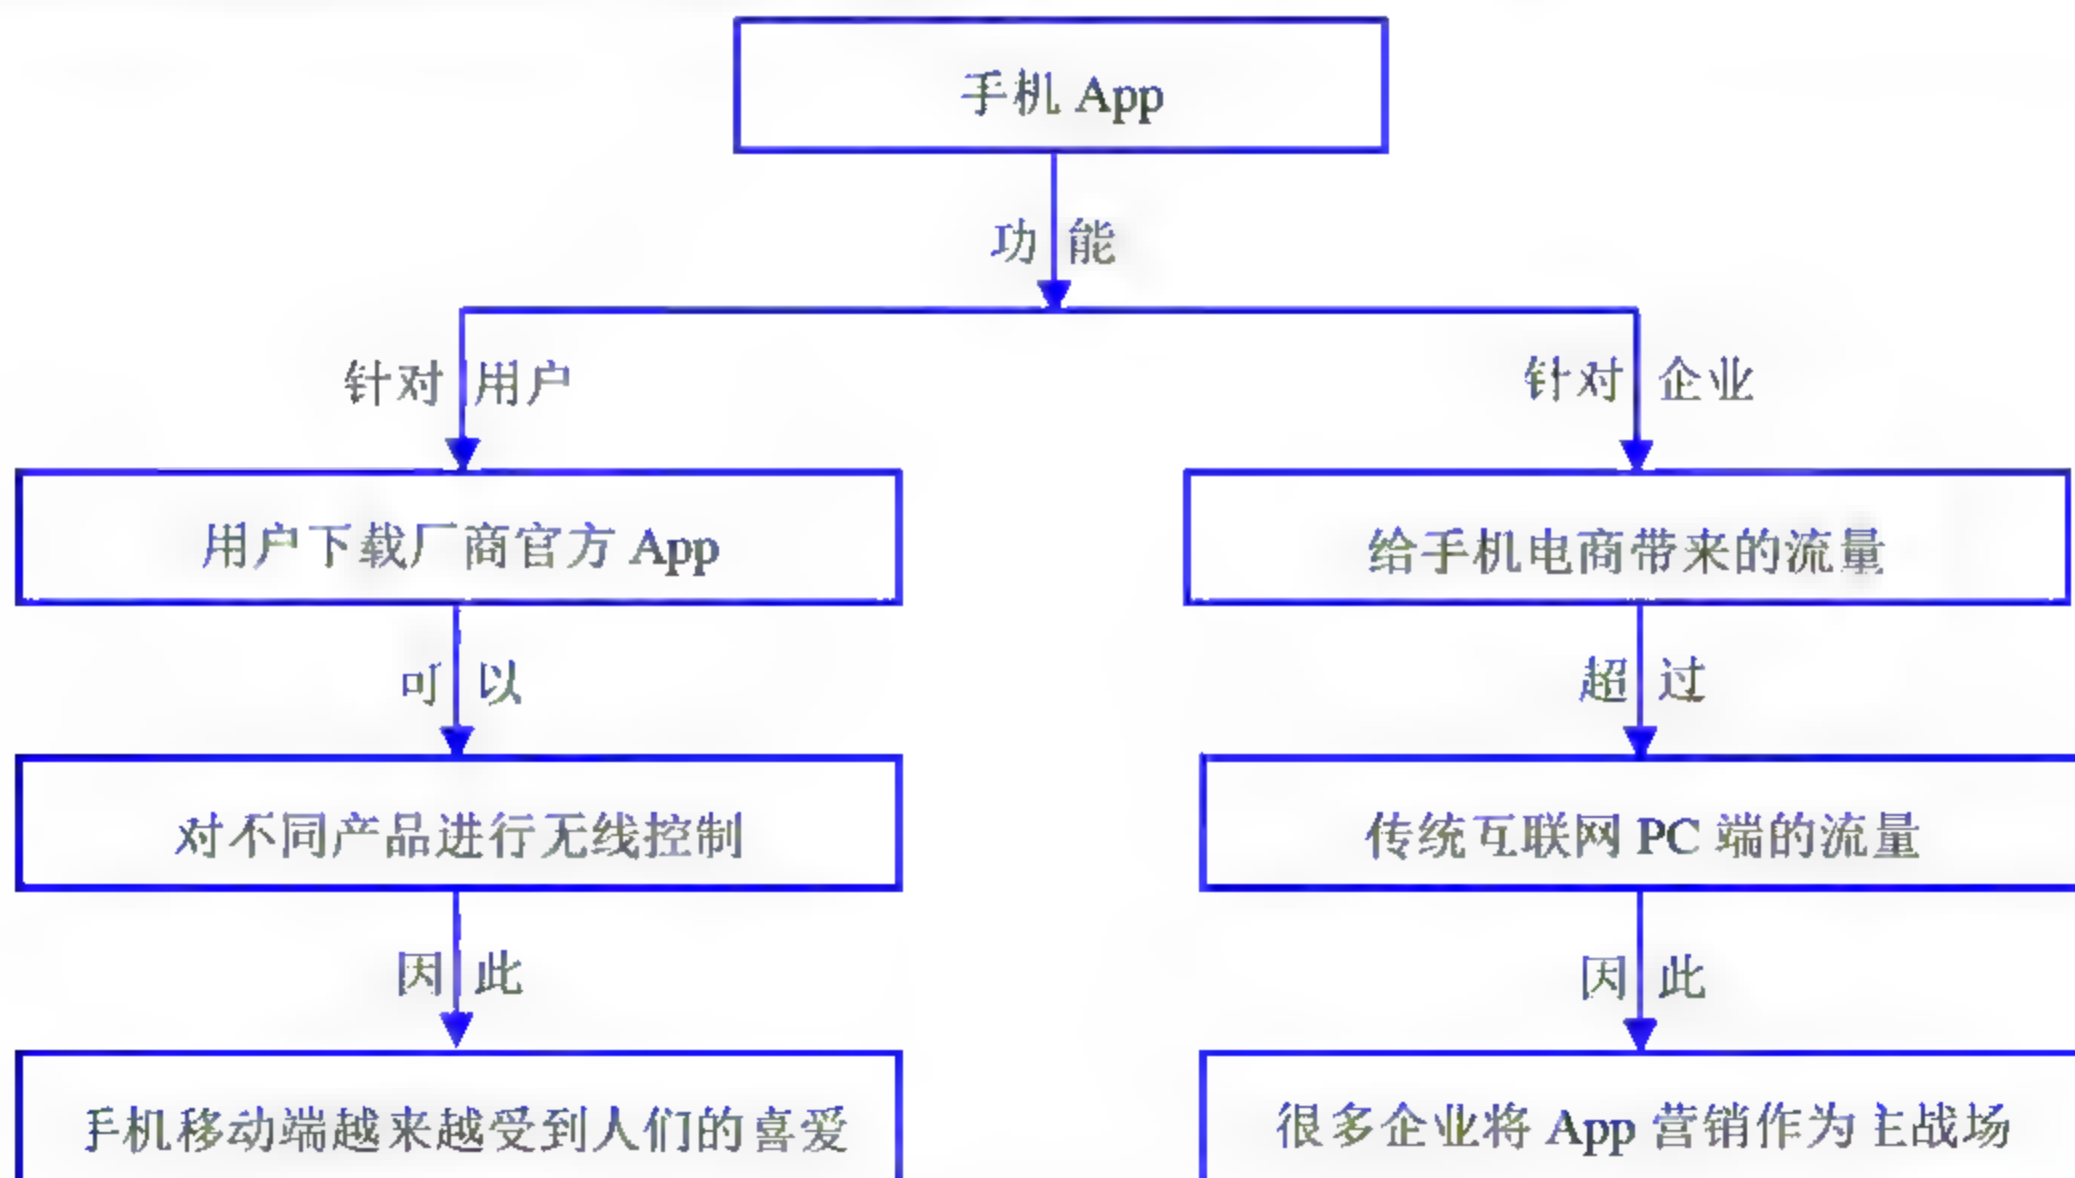 手机 App
功能
针对用户
针对企业
用户下载厂商官方 App
给手机电商带来的流量
可以
超过
对不同产品进行无线控制
传统互联网 PC 端的流量
因此
因此
手机移动端越来越受到人们的喜爱
很多企业将 App 营销作为主战场